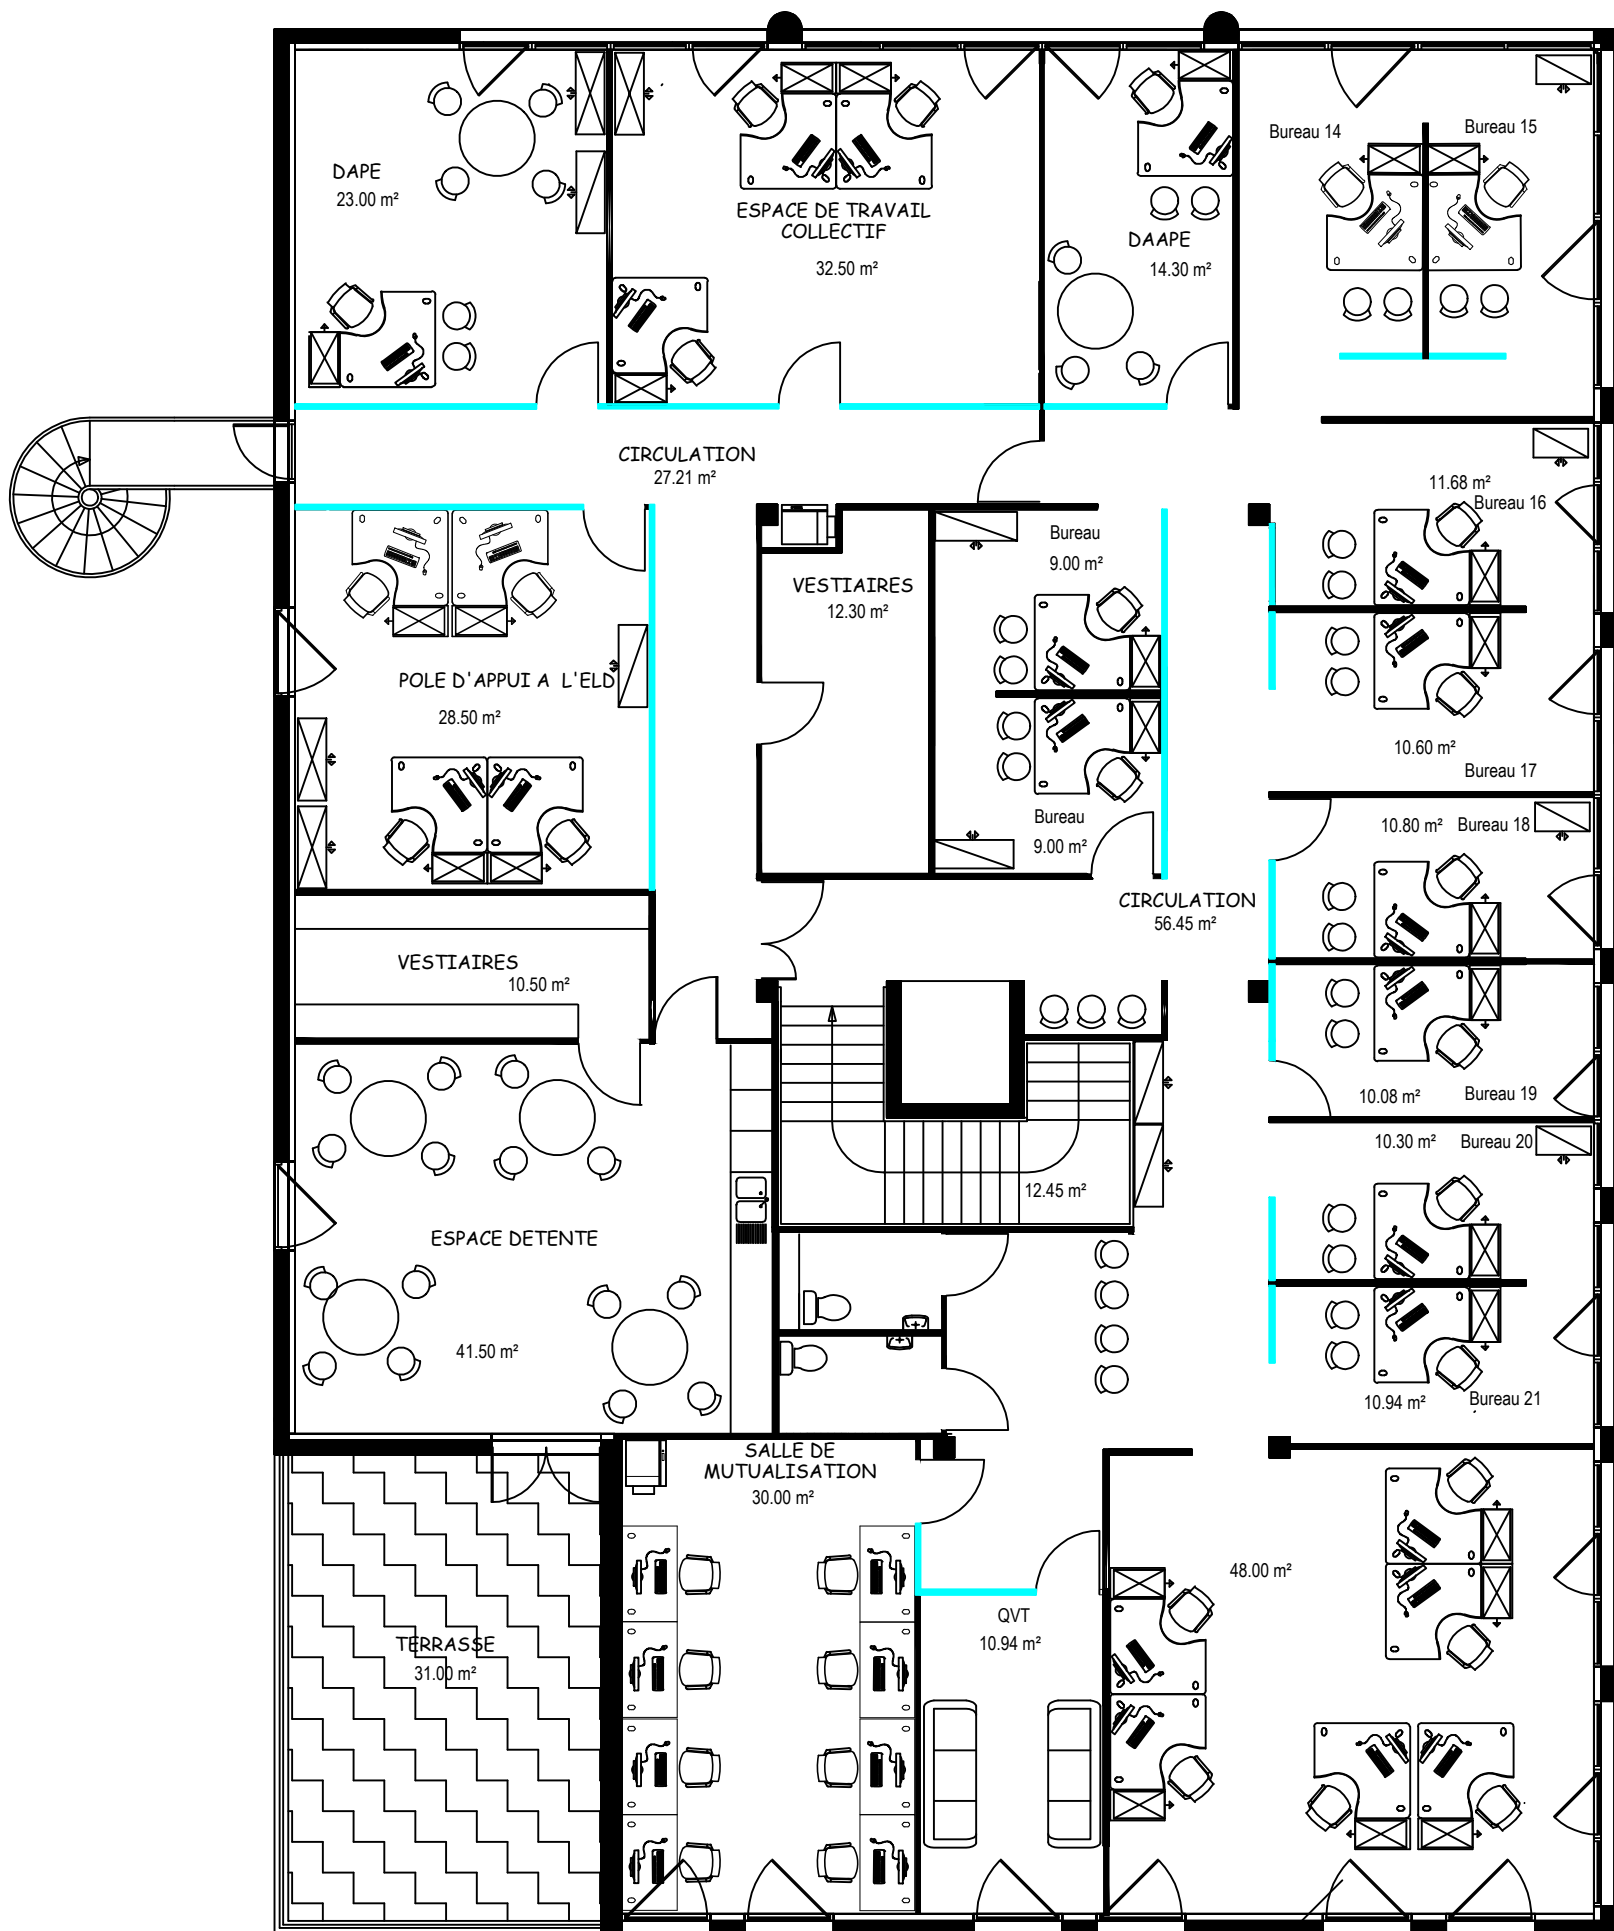 DAPE
23.00 m²
ESPACE DE TRAVAIL
COLLECTIF
32.50 m²
DAAPE
14.30 m²
Bureau 14
Bureau 15
CIRCULATION
27.21 m²
11.68 m²
Bureau 16
Bureau
9.00 m²
VESTIAIRES
12.30 m²
POLE D'APPUI A L'ELD
28.50 m²
10.60 m²
Bureau 17
Bureau
9.00 m²
10.80 m²
Bureau 18
CIRCULATION
56.45 m²
VESTIAIRES
10.50 m²
10.08 m²
Bureau 19
10.30 m²
Bureau 20
12.45 m²
ESPACE DETENTE
41.50 m²
10.94 m²
Bureau 21
SALLE DE
MUTUALISATION
30.00 m²
48.00 m²
QVT
10.94 m²
TERRASSE
31.00 m²